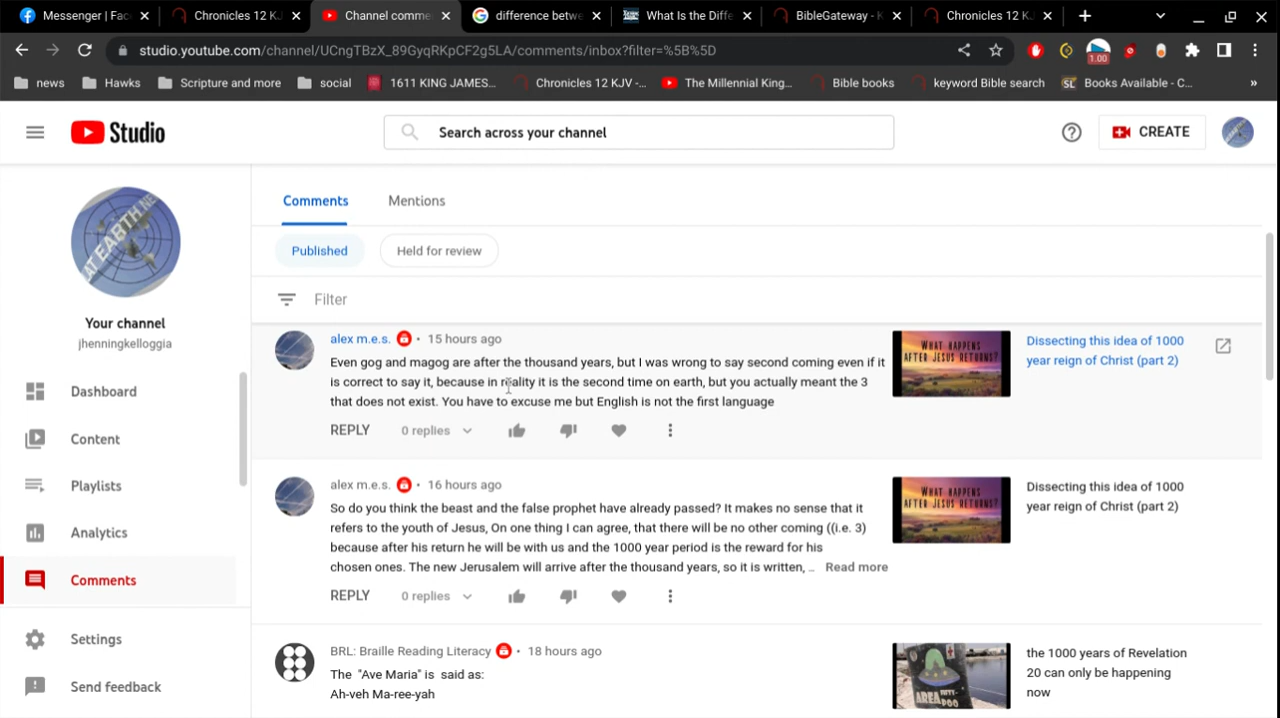 Messenger | Fac
Chronicles 12 KJ
Channel comme
difference betw
What Is the Di
BibleGateway - K
Chronicles 12 KJ
studio.youtube.com/channel/UCngTBzX_89GyqRKpCF2g5LA/comments/inbox?filter=%5B%5D
1.00
news
Hawks
Scripture and more
social
1611 KING JAMES...
Chronicles 12 KJV -...
The Millennial King...
Bible books
keyword Bible search
SL
Books Available - C...
»
Studio
Search across your channel
CREATE
AT EARTH NE
Your channel
jhenningkelloggia
Dashboard
Content
Playlists
Analytics
Comments
Settings
Send feedback
Comments
Mentions
Published
Held for review
Filter
alex m.e.s. • 15 hours ago
Even gog and magog are after the thousand years, but I was wrong to say second coming even if it
is correct to say it, because in reality it is the second time on earth, but you actually meant the 3
that does not exist. You have to excuse me but English is not the first language
REPLY
0 replies
WHAT HAPPENS
AFTER JESUS RETURNS?
Dissecting this idea of 1000
year reign of Christ (part 2)
alex m.e.s. • 16 hours ago
So do you think the beast and the false prophet have already passed? It makes no sense that it
refers to the youth of Jesus, On one thing I can agree, that there will be no other coming ((i.e. 3)
because after his return he will be with us and the 1000 year period is the reward for his
chosen ones. The new Jerusalem will arrive after the thousand years, so it is written, ...
Read more
REPLY
0 replies
WHAT HAPPENS
AFTER JESUS RETURNS?
Dissecting this idea of 1000
year reign of Christ (part 2)
BRL: Braille Reading Literacy • 18 hours ago
The "Ave Maria" is said as:
Ah-veh Ma-ree-yah
AREA
DOO
the 1000 years of Revelation
20 can only be happening
now